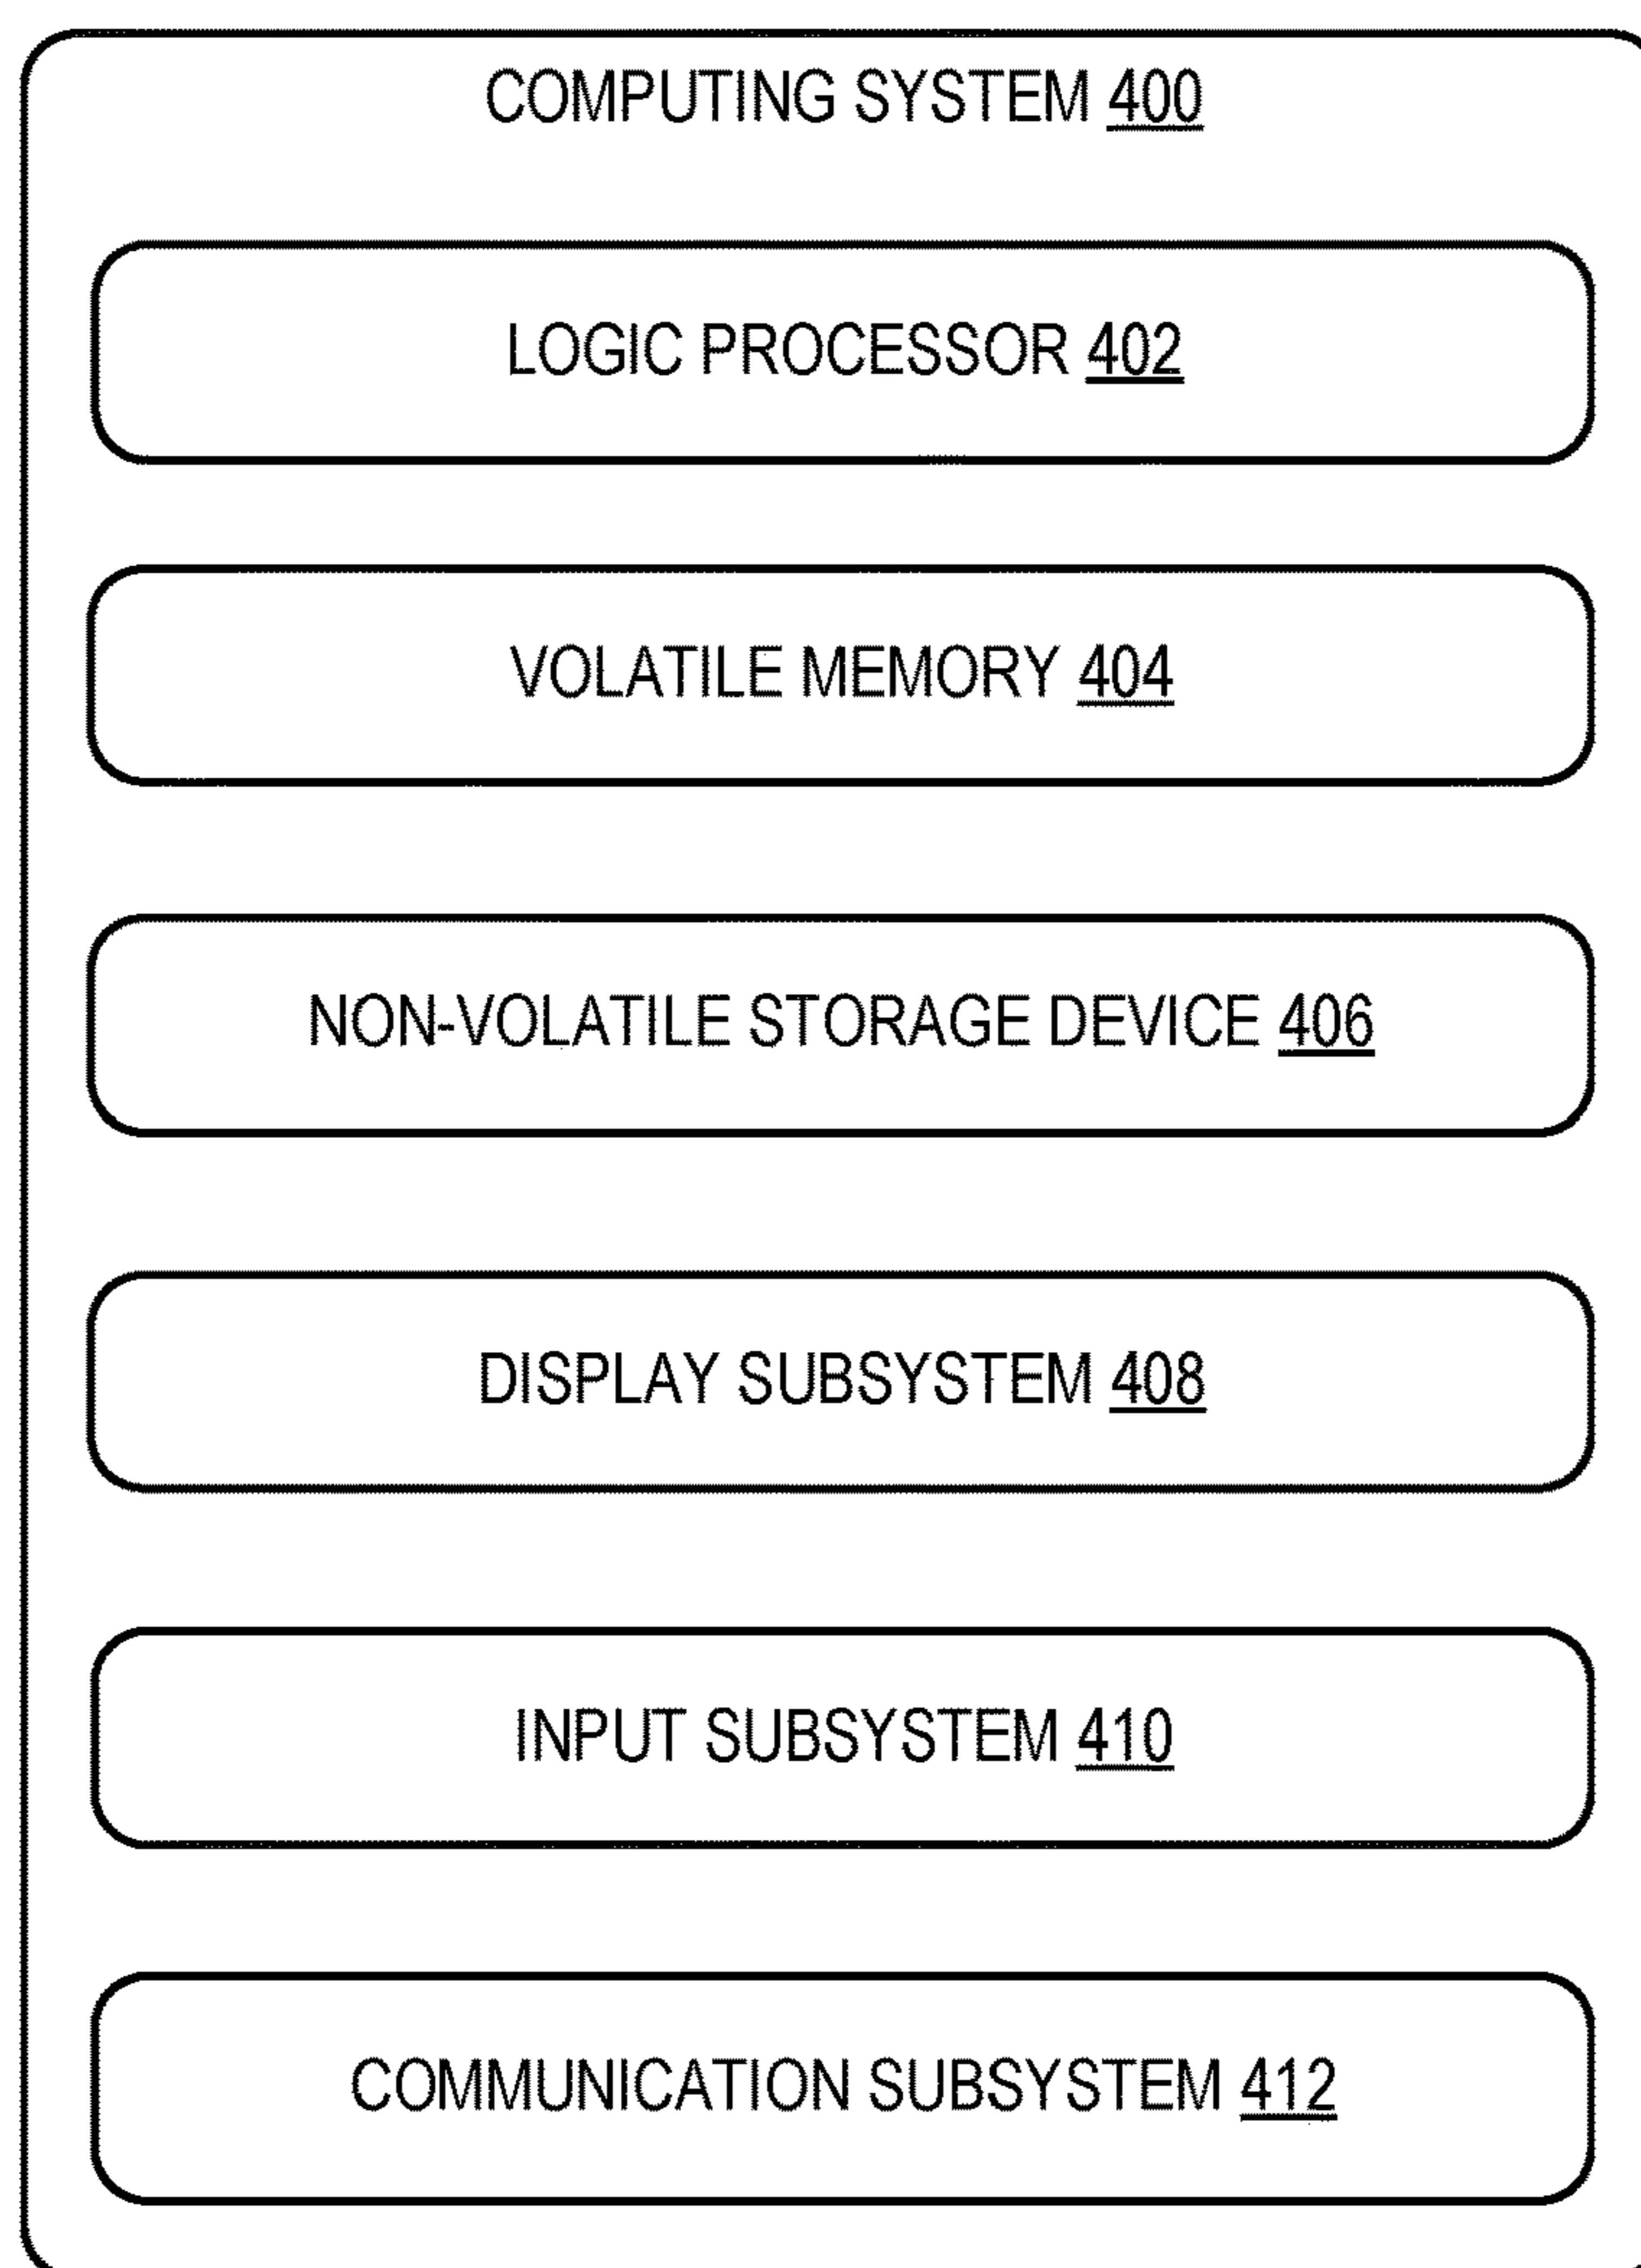 COMPUTING SYSTEM 400
LOGIC PROCESSOR 402
VOLATILE MEMORY 404
NON-VOLATILE STORAGE DEVICE 406
DISPLAY SUBSYSTEM 408
INPUT SUBSYSTEM 410
COMMUNICATION SUBSYSTEM 412